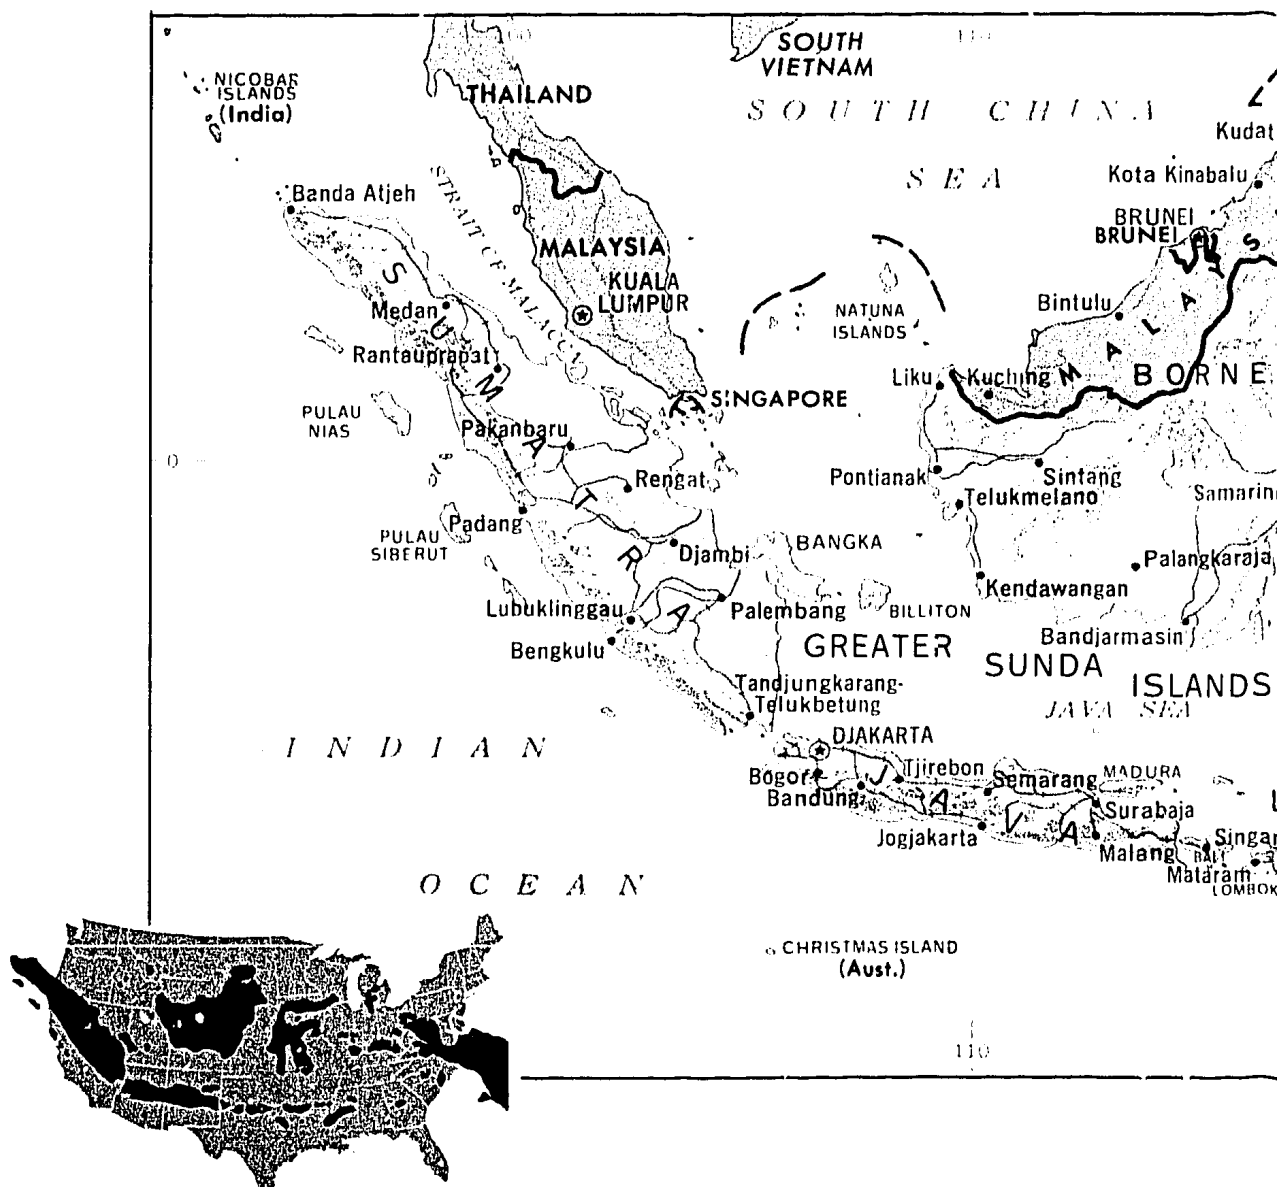 SOUTH
VIETNAM
110
NICOBAR
ISLANDS
(India)
THAILAND
SOUTH CHINA
SEA
Kudat
Kota Kinabalu
Banda Atjeh
STRAIT OF MALACCA
BRUNEI
BRUNEI
MALAYSIA
KUALA
LUMPUR
SUMATRA
Medan
NATUNA
ISLANDS
Bintulu
MALA
S
Rantauprapat
BORNE
Liku
Kuching
SINGAPORE
PULAU
NIAS
Pakanbaru
0
Pontianak
Sintang
Rengat
Telukmelano
Samarin
Padang
PULAU
SIBERUT
Djambi
BANGKA
Palangkaraja
Kendawangan
Lubuklinggau
Palembang
BILLITON
Bengkulu
Bandjarmasin
GREATER
SUNDA
ISLANDS
Tandjungkarang-
Telukbetung
JAVA SEA
INDIAN
DJAKARTA
Bogor
Bandung
Tjirebon
Semarang
MADURA
JAVA
Surabaja
Jogjakarta
Malang
Singar
BALI
Mataram
LOMBOK
OCEAN
CHRISTMAS ISLAND
(Aust.)
110